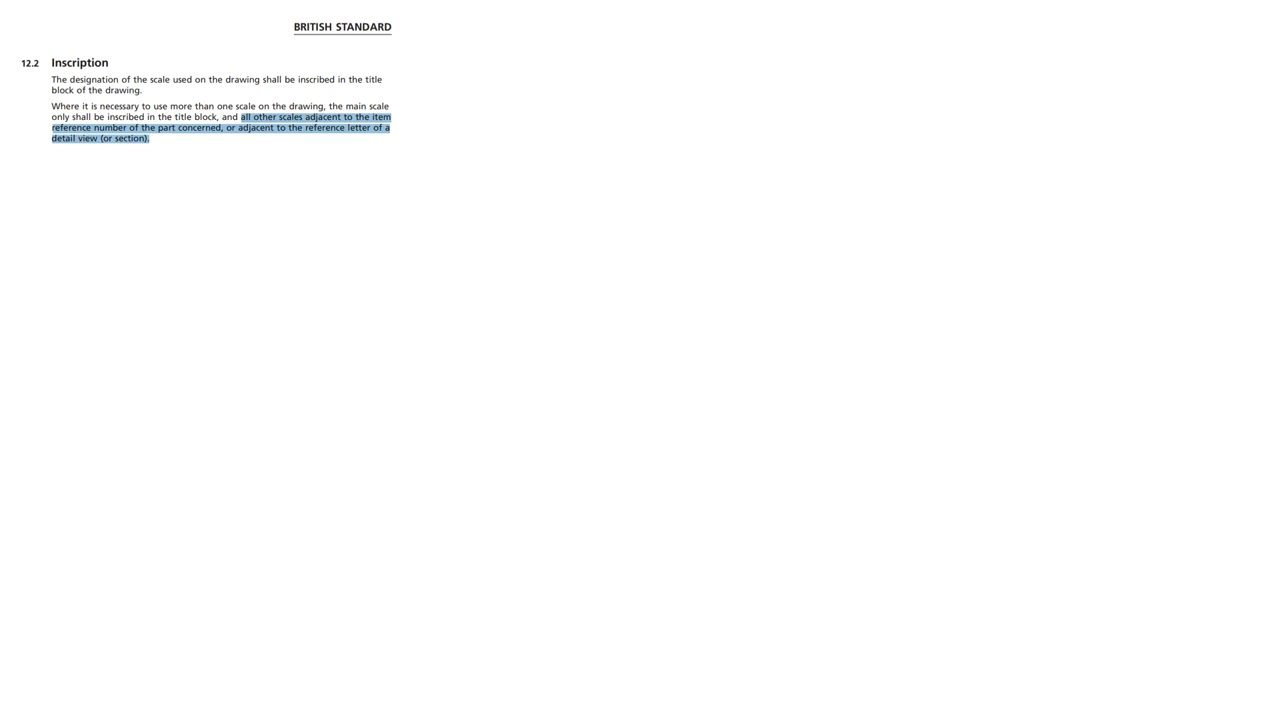 BRITISH STANDARD
12.2 Inscription
The designation of the scale used on the drawing shall be inscribed in the title
block of the drawing.
Where it is necessary to use more than one scale on the drawing, the main scale
only shall be inscribed in the title block, and all other scales adjacent to the item
reference number of the part concerned, or adjacent to the reference letter of a
detail view (or section).